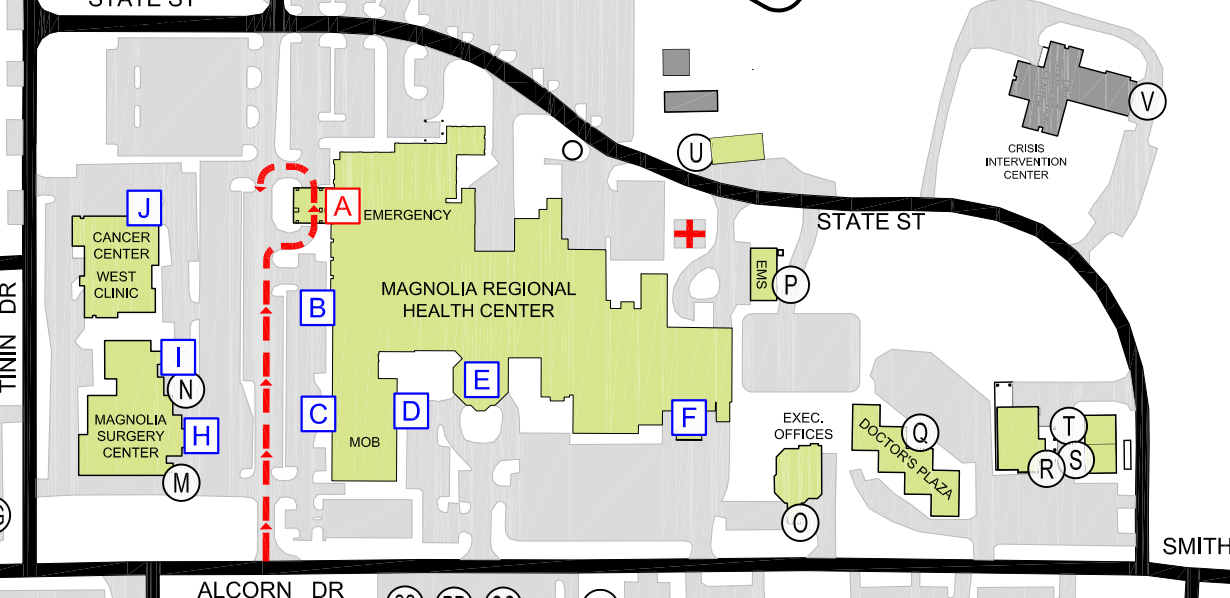 STATE ST
V
U
CRISIS
INTERVENTION
CENTER
J
A
EMERGENCY
STATE ST
CANCER
CENTER
WEST
CLINIC
EMS
P
MAGNOLIA REGIONAL
HEALTH CENTER
B
TININ DR
I
N
E
C
D
F
MAGNOLIA
SURGERY
CENTER
H
MOB
EXEC.
OFFICES
Q
DOCTOR'S PLAZA
T
R
S
M
O
SMITH
ALCORN DR